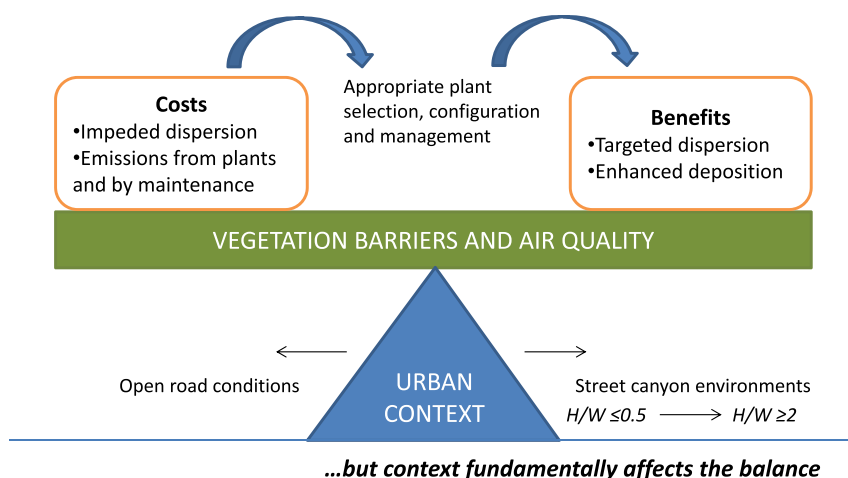 Costs
•Impeded dispersion
•Emissions from plants
and by maintenance
Appropriate plant
selection, configuration
and management
Benefits
•Targeted dispersion
•Enhanced deposition
VEGETATION BARRIERS AND AIR QUALITY
Open road conditions
URBAN
CONTEXT
Street canyon environments
H/W ≤0.5 → H/W ≥2
...but context fundamentally affects the balance